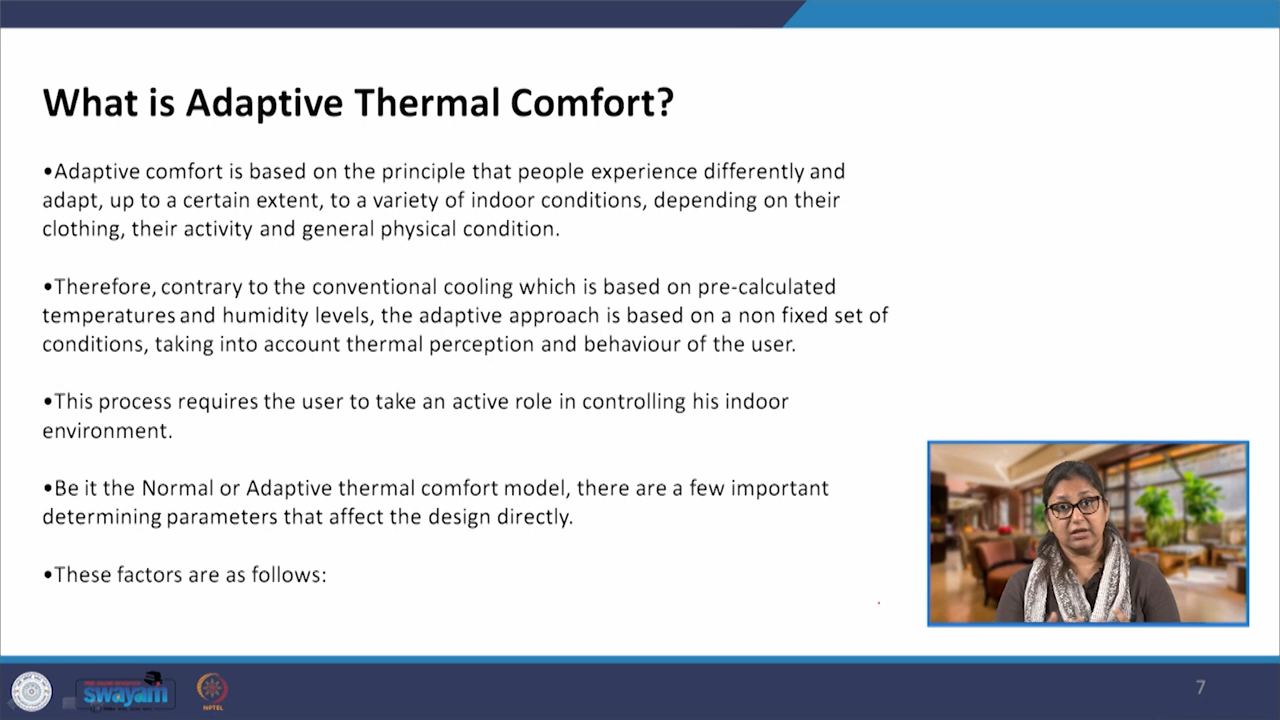 What is Adaptive Thermal Comfort?
•Adaptive comfort is based on the principle that people experience differently and
adapt, up to a certain extent, to a variety of indoor conditions, depending on their
clothing, their activity and general physical condition.
•Therefore, contrary to the conventional cooling which is based on pre-calculated
temperatures and humidity levels, the adaptive approach is based on a non fixed set of
conditions, taking into account thermal perception and behaviour of the user.
•This process requires the user to take an active role in controlling his indoor
environment.
•Be it the Normal or Adaptive thermal comfort model, there are a few important
determining parameters that affect the design directly.
•These factors are as follows:
swayam
NPTEL
7